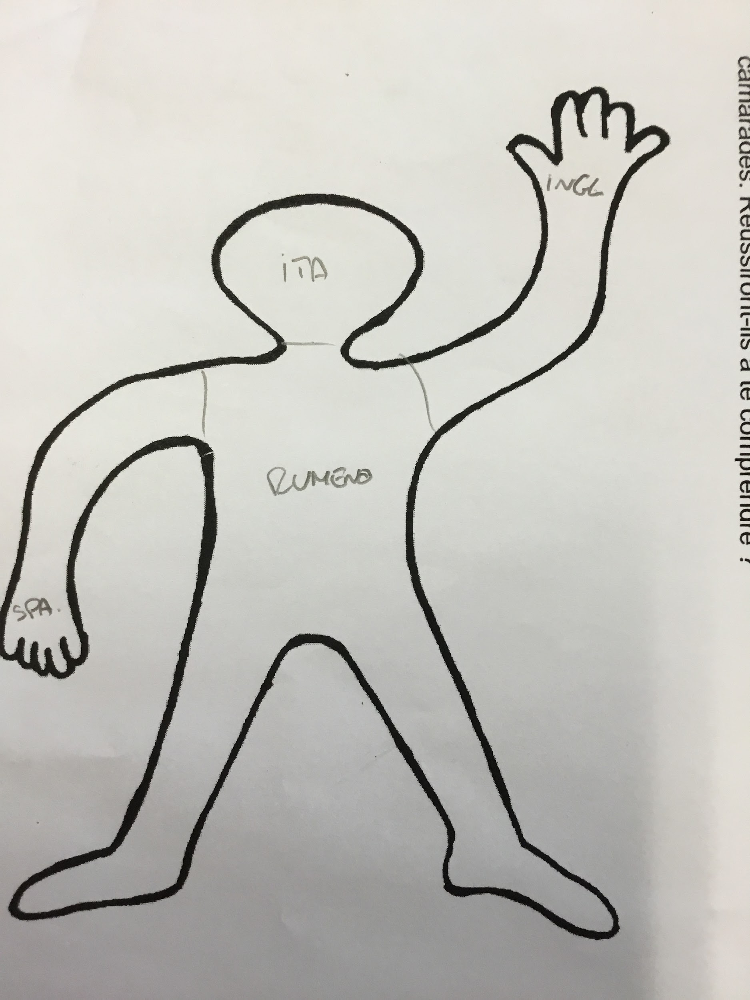 INGL
ITA
RUMENO
SPA.
camarades. Réussiront-ils à te comprendre ?